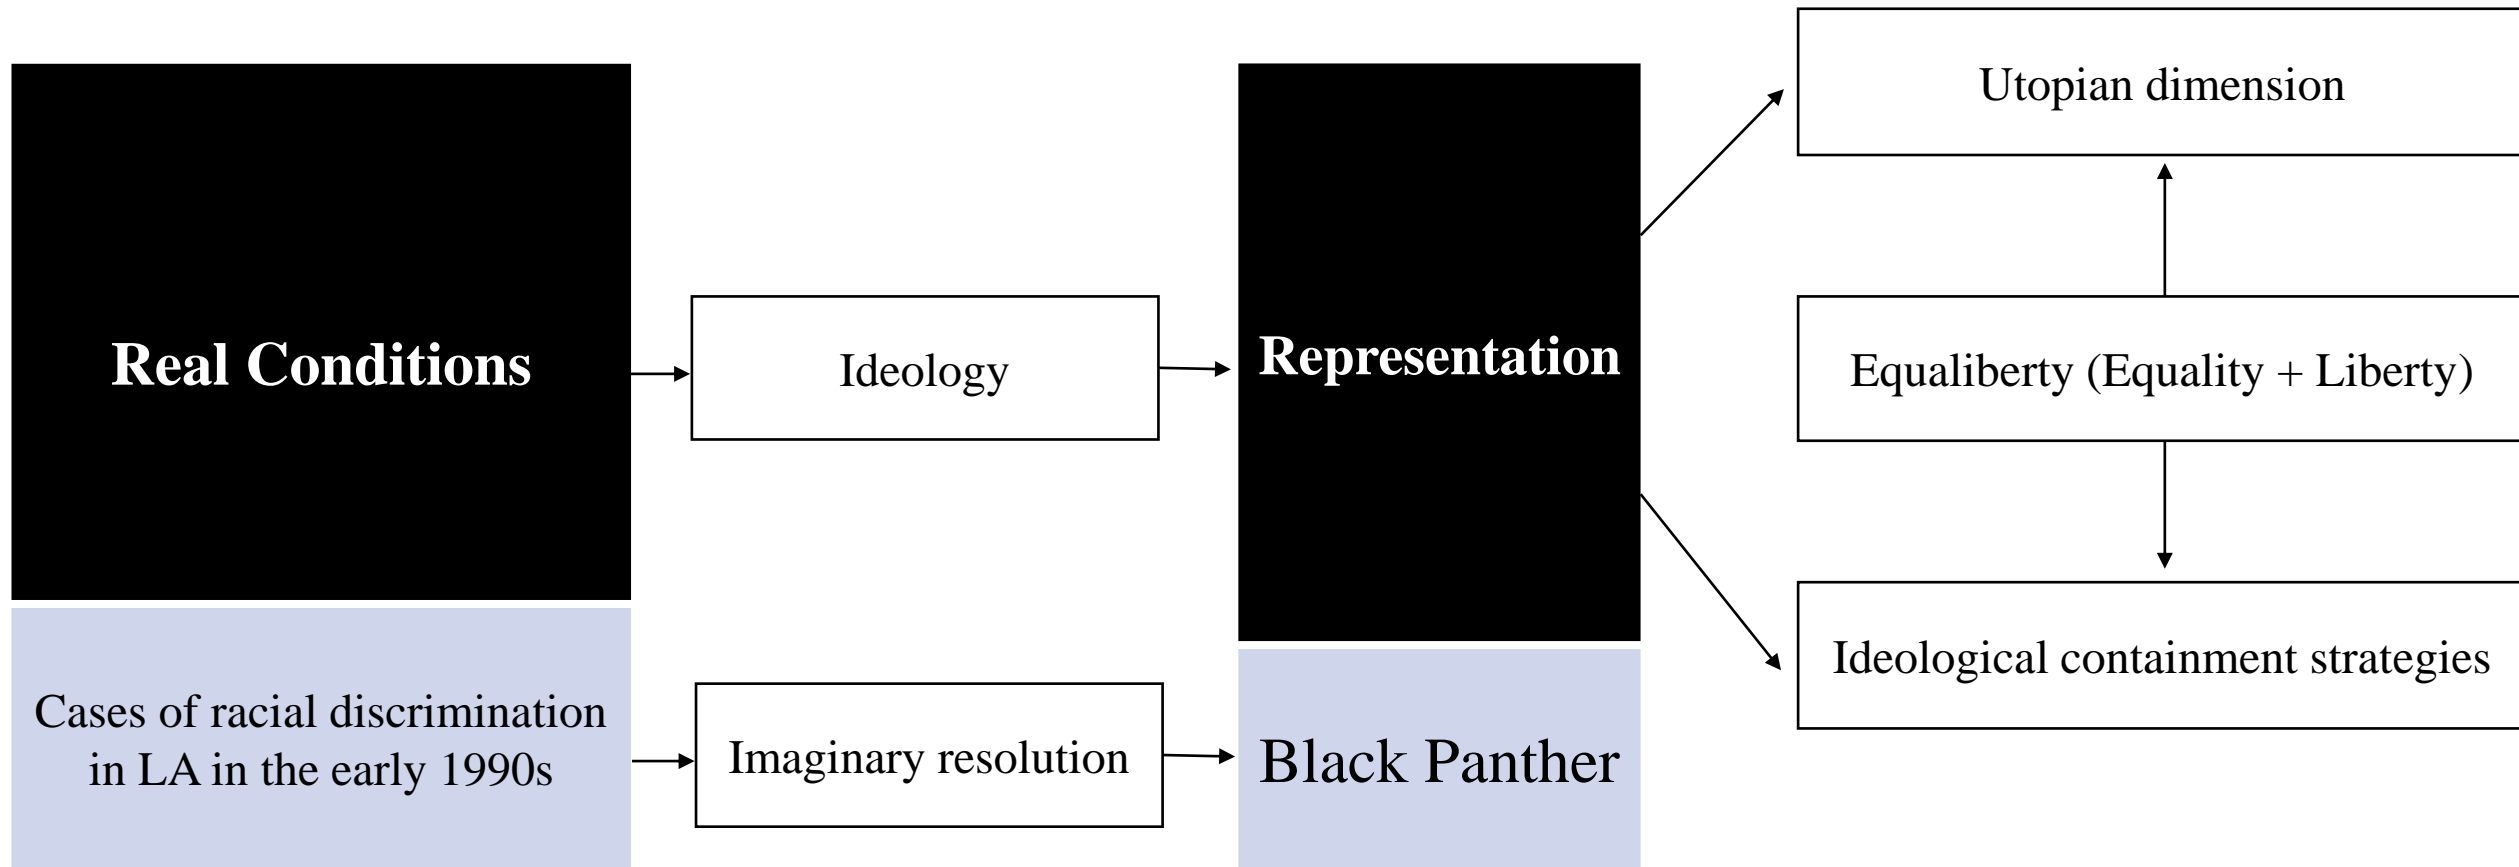 Utopian dimension
Real Conditions
Ideology
Representation
Equaliberty (Equality + Liberty)
Ideological containment strategies
Cases of racial discrimination
in LA in the early 1990s
Imaginary resolution
Black Panther